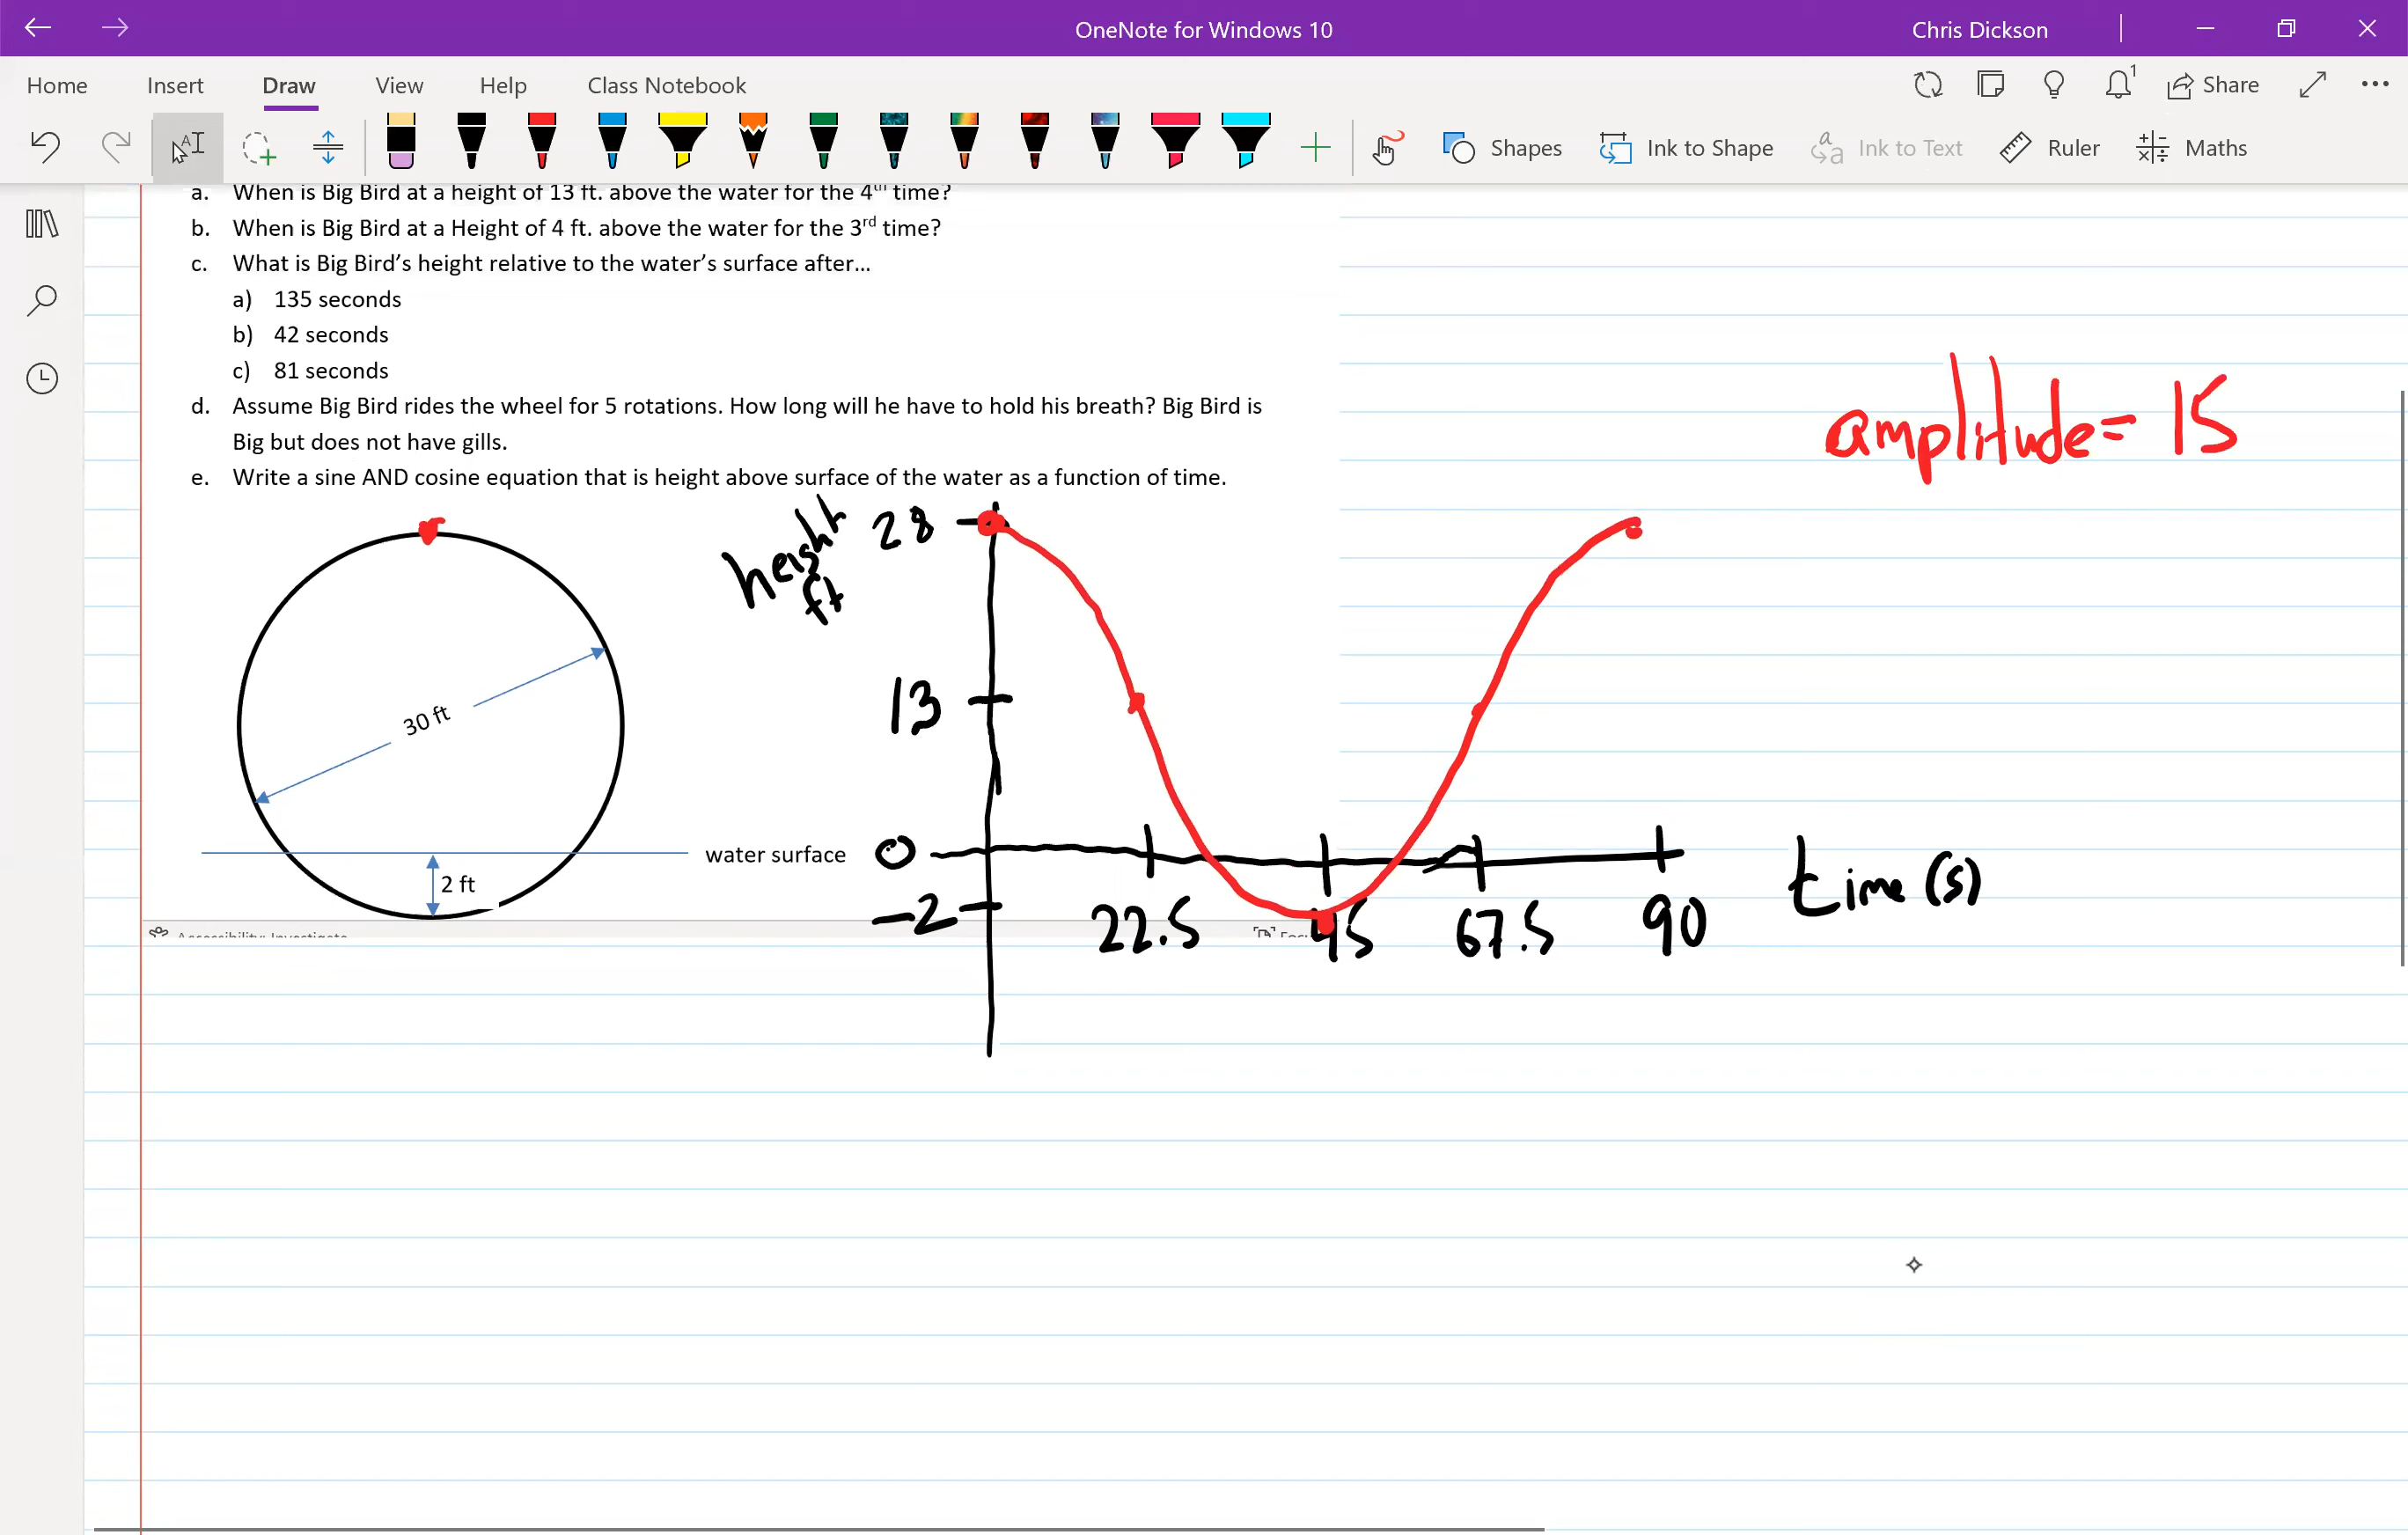 OneNote for Windows 10
Chris Dickson
Home Insert Draw View Help Class Notebook
1 Share
Shapes Ink to Shape Ink to Text Ruler Maths
a. When is Big Bird at a height of 13 ft. above the water for the 4th time?
b. When is Big Bird at a Height of 4 ft. above the water for the 3rd time?
c. What is Big Bird’s height relative to the water’s surface after...
a) 135 seconds
b) 42 seconds
c) 81 seconds
d. Assume Big Bird rides the wheel for 5 rotations. How long will he have to hold his breath? Big Bird is
Big but does not have gills.
e. Write a sine AND cosine equation that is height above surface of the water as a function of time.
amplitude= 15
height
ft
28
13
0
-2
30 ft
water surface
2 ft
22.5 45 67.5 90
time (s)
Accessibility: Investigate